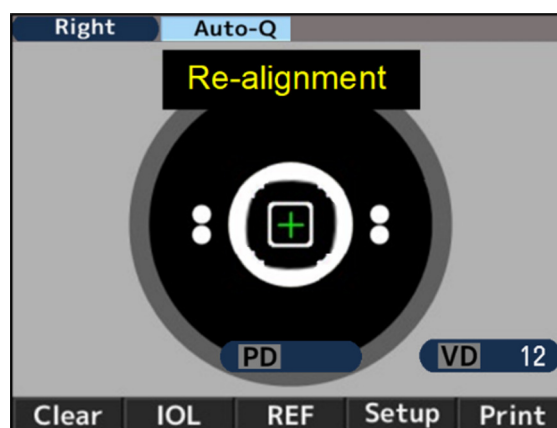 Right Auto-Q
Re-alignment
PD VD 12
Clear IOL REF Setup Print